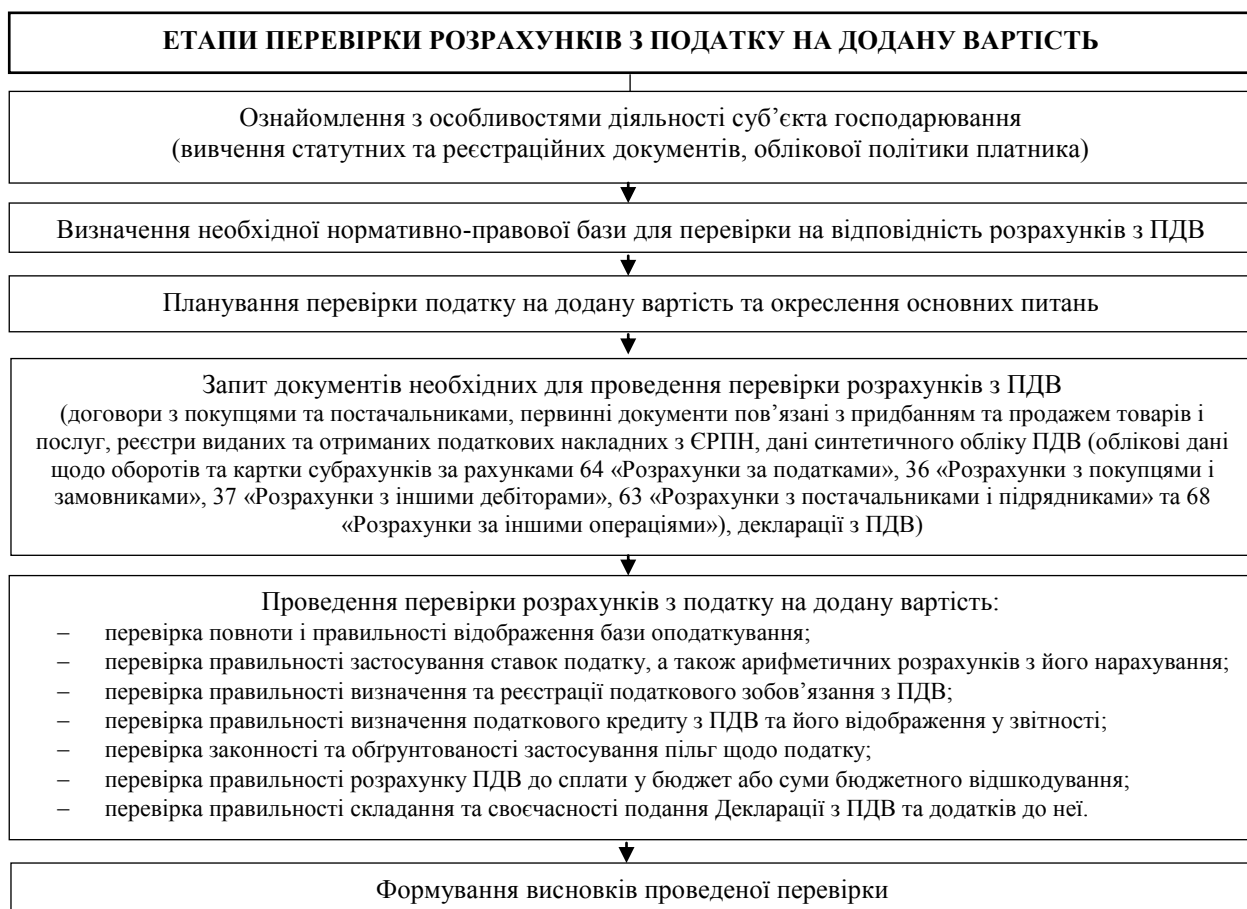 ЕТАПИ ПЕРЕВІРКИ РОЗРАХУНКІВ З ПОДАТКУ НА ДОДАНУ ВАРТІСТЬ
Ознайомлення з особливостями діяльності суб’єкта господарювання
(вивчення статутних та реєстраційних документів, облікової політики платника)
Визначення необхідної нормативно-правової бази для перевірки на відповідність розрахунків з ПДВ
Планування перевірки податку на додану вартість та окреслення основних питань
Запит документів необхідних для проведення перевірки розрахунків з ПДВ
(договори з покупцями та постачальниками, первинні документи пов’язані з придбанням та продажем товарів і
послуг, реєстри виданих та отриманих податкових накладних з ЄРПН, дані синтетичного обліку ПДВ (облікові дані
щодо оборотів та картки субрахунків за рахунками 64 «Розрахунки за податками», 36 «Розрахунки з покупцями і
замовниками», 37 «Розрахунки з іншими дебіторами», 63 «Розрахунки з постачальниками і підрядниками» та 68
«Розрахунки за іншими операціями»), декларації з ПДВ)
Проведення перевірки розрахунків з податку на додану вартість:
– перевірка повноти і правильності відображення бази оподаткування;
– перевірка правильності застосування ставок податку, а також арифметичних розрахунків з його нарахування;
– перевірка правильності визначення та реєстрації податкового зобов’язання з ПДВ;
– перевірка правильності визначення податкового кредиту з ПДВ та його відображення у звітності;
– перевірка законності та обґрунтованості застосування пільг щодо податку;
– перевірка правильності розрахунку ПДВ до сплати у бюджет або суми бюджетного відшкодування;
– перевірка правильності складання та своєчасності подання Декларації з ПДВ та додатків до неї.
Формування висновків проведеної перевірки